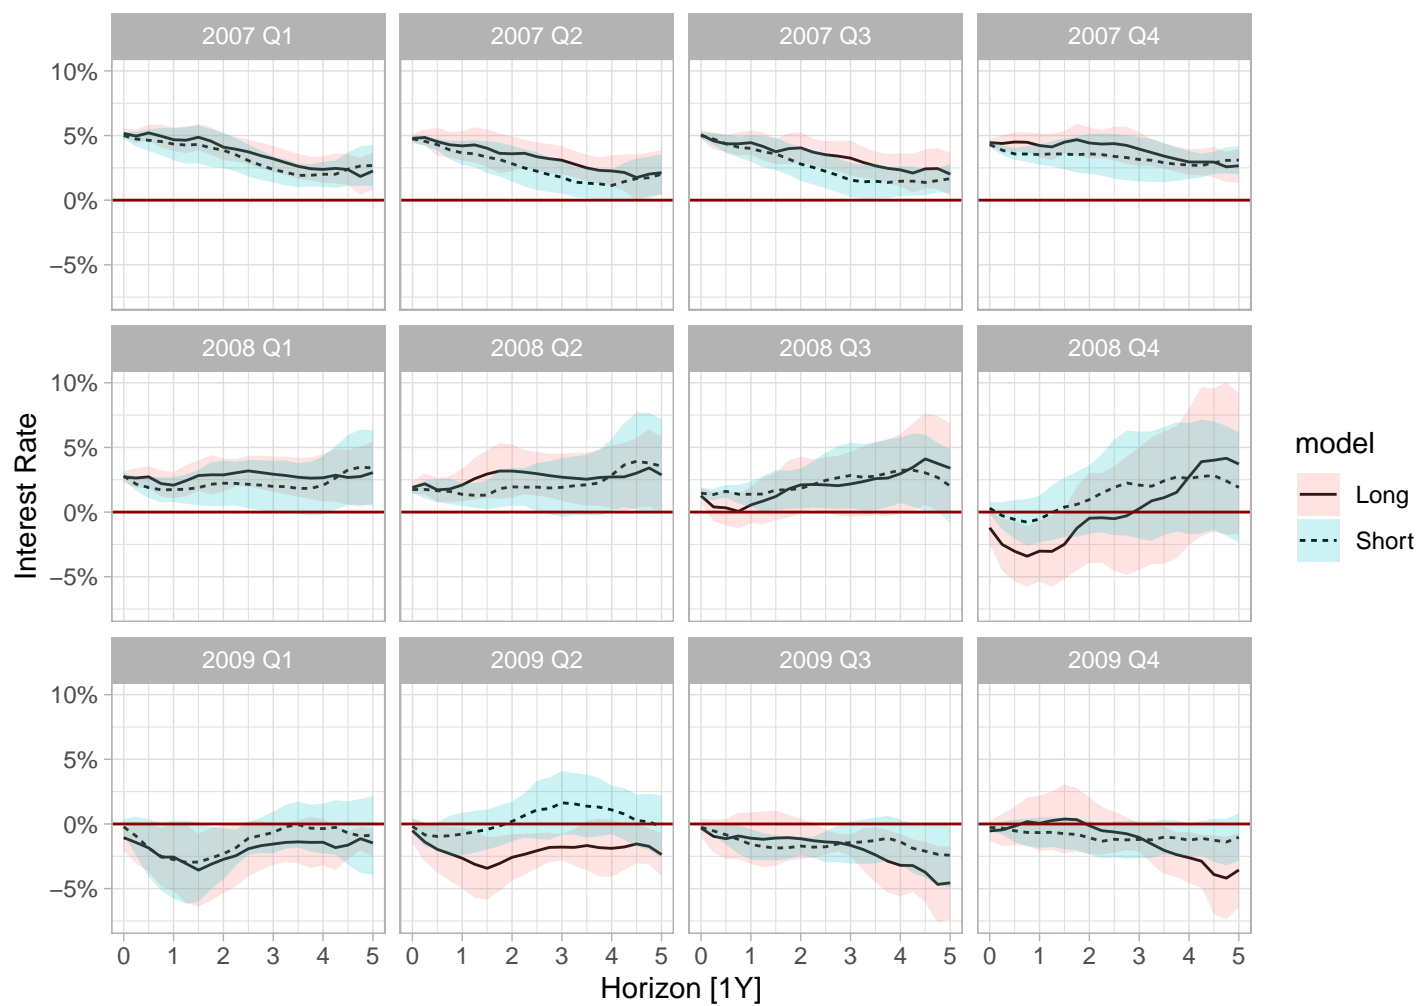 2007 Q1 2007 Q2 2007 Q3 2007 Q4
10%
5%
0%
−5%
2008 Q1 2008 Q2 2008 Q3 2008 Q4
10%
5%
0%
−5%
Interest Rate
model
Long
Short
2009 Q1 2009 Q2 2009 Q3 2009 Q4
10%
5%
0%
−5%
0 1 2 3 4 5 0 1 2 3 4 5 0 1 2 3 4 5 0 1 2 3 4 5
Horizon [1Y]